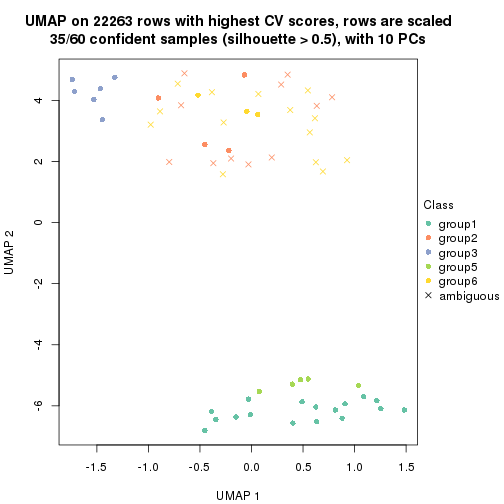 UMAP on 22263 rows with highest CV scores, rows are scaled
35/60 confident samples (silhouette > 0.5), with 10 PCs
4
2
0
-2
-4
-6
UMAP 2
-1.5 -1.0 -0.5 0.0 0.5 1.0 1.5
UMAP 1
Class
group1
group2
group3
group5
group6
ambiguous